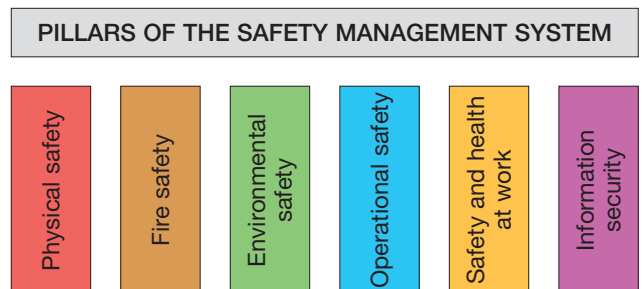 PILLARS OF THE SAFETY MANAGEMENT SYSTEM
Physical safety
Fire safety
Environmental
safety
Operational safety
Safety and health
at work
Information
security